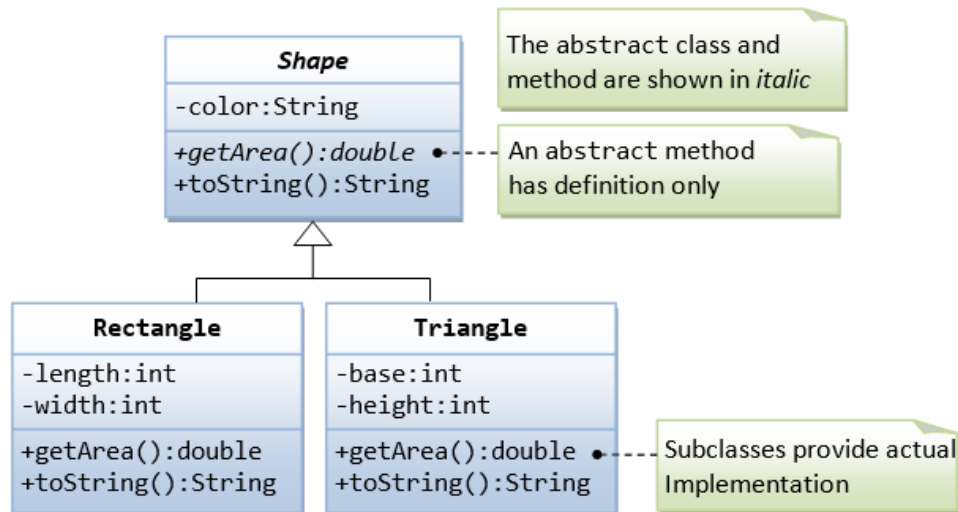 Shape
-color:String
+getArea():double
+toString():String
The abstract class and
method are shown in italic
An abstract method
has definition only
Rectangle
-length:int
-width:int
+getArea():double
+toString():String
Triangle
-base:int
-height:int
+getArea():double
+toString():String
Subclasses provide actual
Implementation